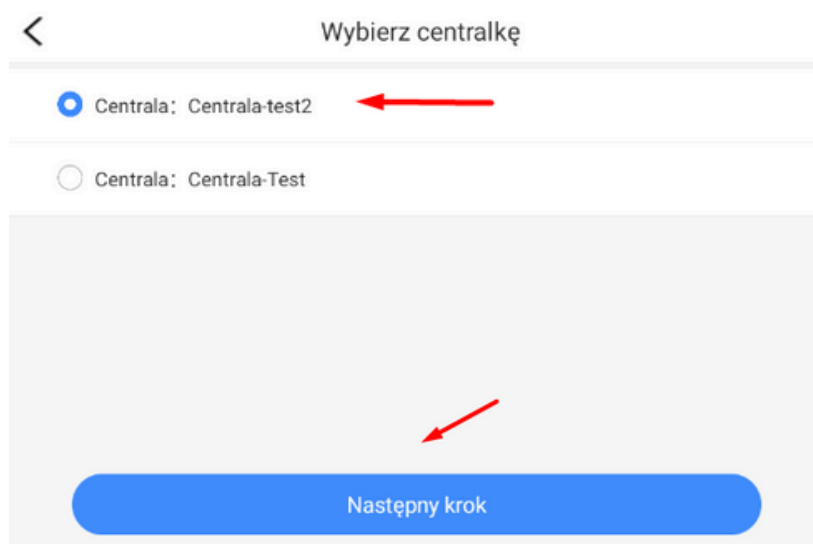 Wybierz centralkę
Centrala: Centrala-test2
Centrala: Centrala-Test
Następny krok